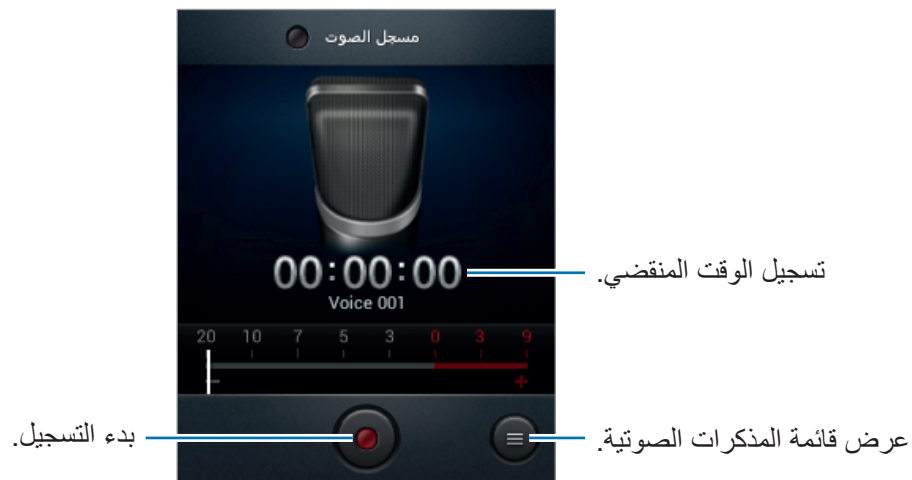 مسجل الصوت
00:00:00
تسجيل الوقت المنقضي.
Voice 001
20 10 7 5 3 0 3 9
- +
بدء التسجيل.
عرض قائمة المذكرات الصوتية.